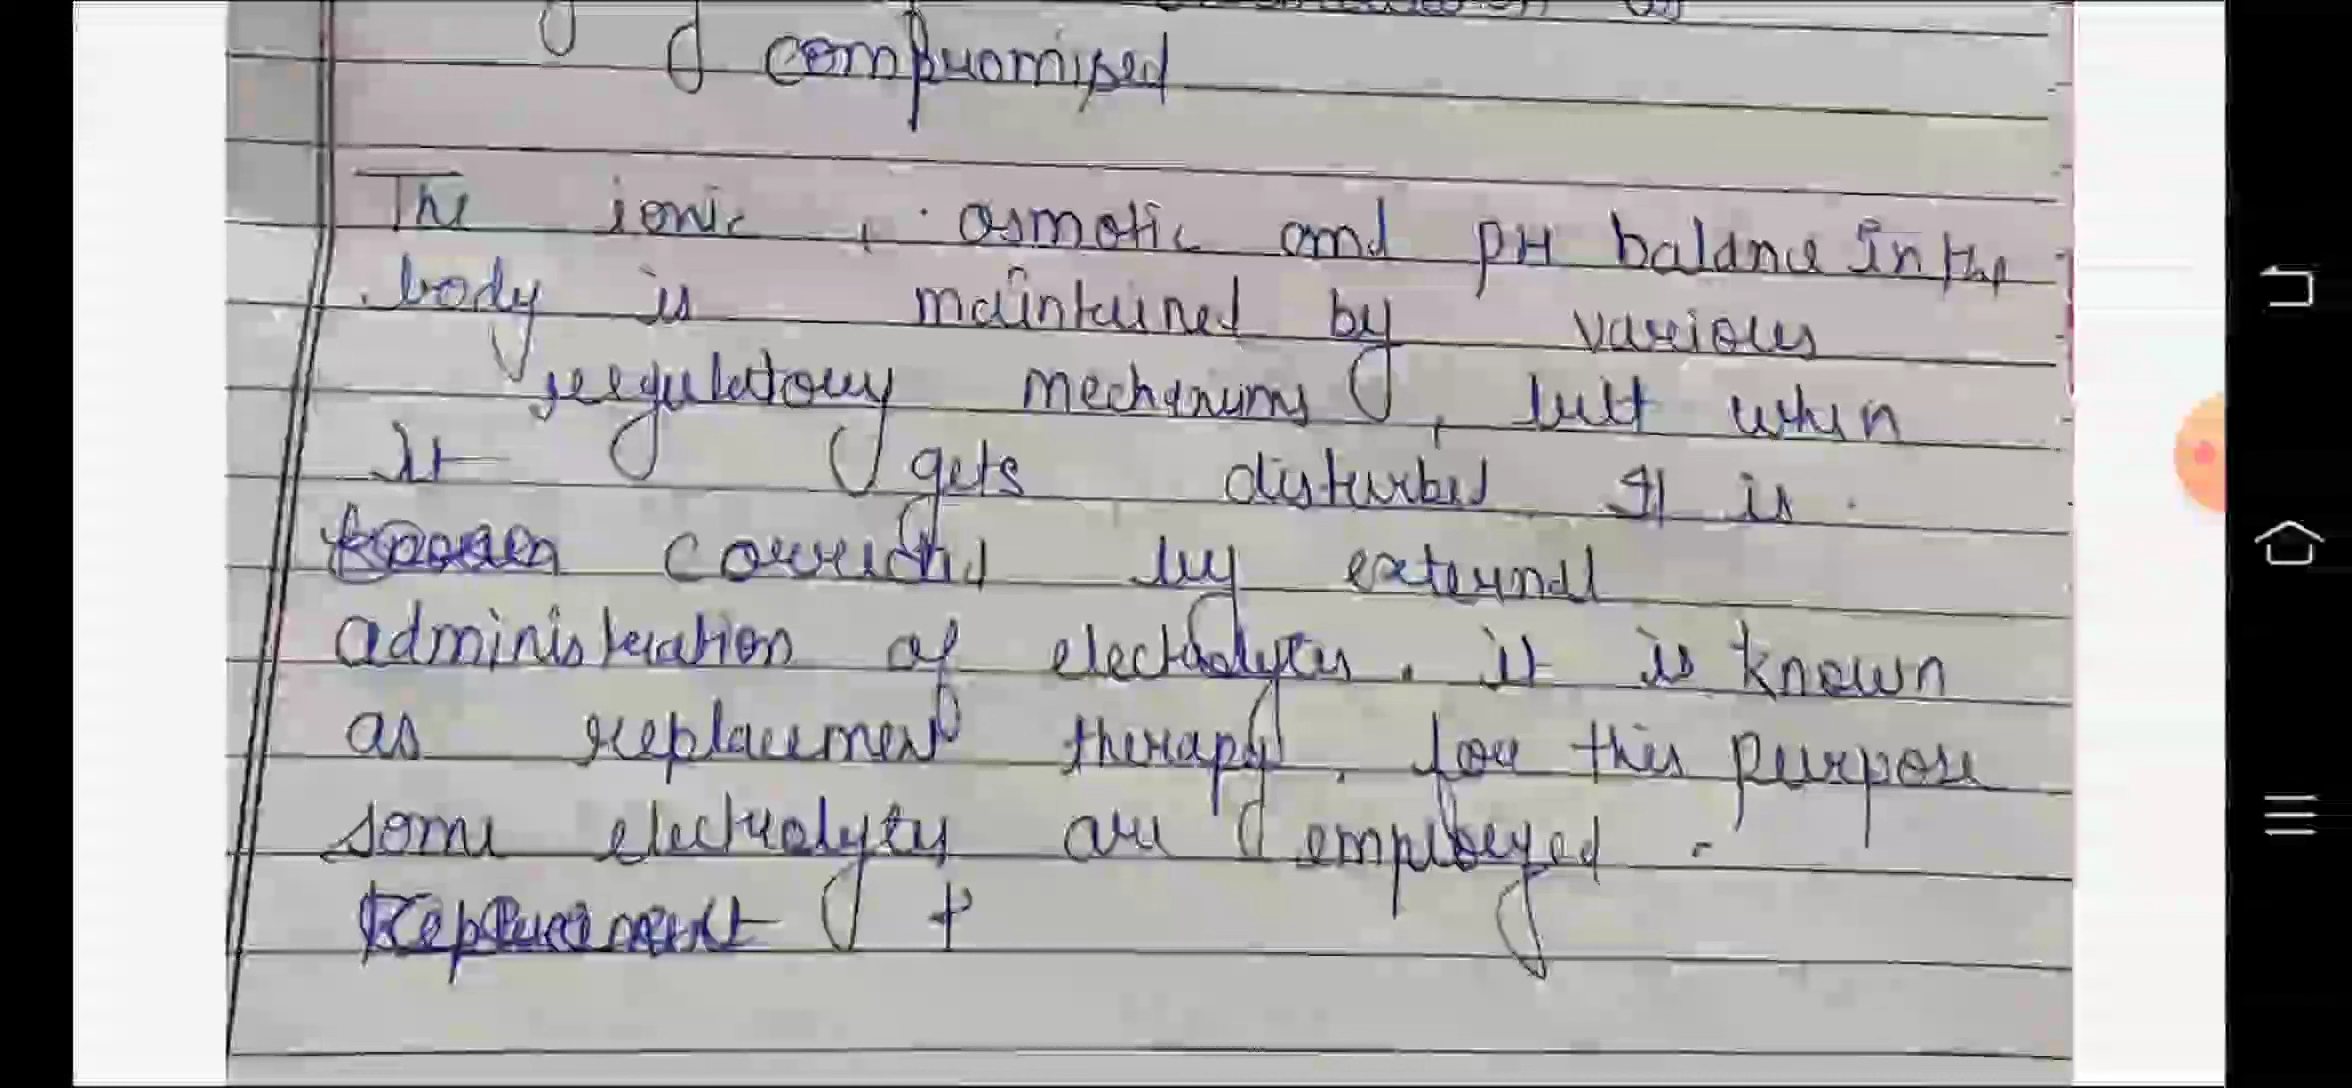 compromised
The ionic , osmotic and pH balance in the
body is maintained by various
regulatory mechanums , but when
it gets disturbed It is .
corrected by external
administration of electrolytes . it is known
as replacement therapy . for this purpose
some electrolytes are employed .
Replacement t